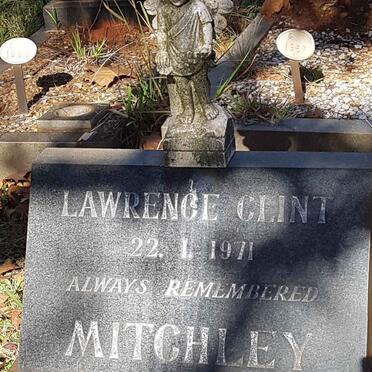 LAWRENCE CLINT
22. 1. 1971
ALWAYS REMEMBERED
MITCHLEY